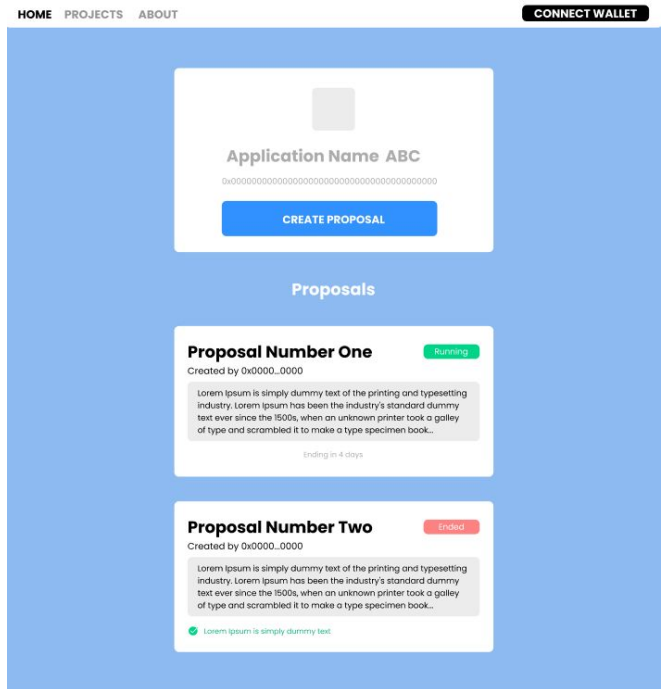 HOME PROJECTS ABOUT CONNECT WALLET
Application Name ABC
0x0000000000000000000000000000000000000000
CREATE PROPOSAL
Proposals
Proposal Number One Running
Created by 0x0000...0000
Lorem Ipsum is simply dummy text of the printing and typesetting
industry. Lorem Ipsum has been the industry's standard dummy
text ever since the 1500s, when an unknown printer took a galley
of type and scrambled it to make a type specimen book...
Ending in 4 days
Proposal Number Two Ended
Created by 0x0000...0000
Lorem Ipsum is simply dummy text of the printing and typesetting
industry. Lorem Ipsum has been the industry's standard dummy
text ever since the 1500s, when an unknown printer took a galley
of type and scrambled it to make a type specimen book...
Lorem Ipsum is simply dummy text